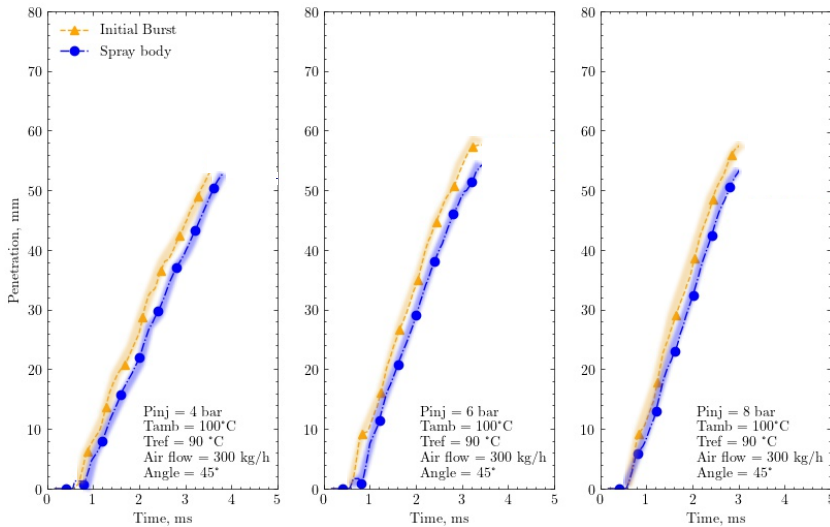 80
70
60
50
40
30
20
10
0
Penetration, mm
Initial Burst
Spray body
Pinj = 4 bar
Tamb = 100°C
Tref = 90 °C
Air flow = 300 kg/h
Angle = 45°
0 1 2 3 4 5
Time, ms
80
70
60
50
40
30
20
10
0
Pinj = 6 bar
Tamb = 100°C
Tref = 90 °C
Air flow = 300 kg/h
Angle = 45°
0 1 2 3 4 5
Time, ms
80
70
60
50
40
30
20
10
0
Pinj = 8 bar
Tamb = 100°C
Tref = 90 °C
Air flow = 300 kg/h
Angle = 45°
0 1 2 3 4 5
Time, ms